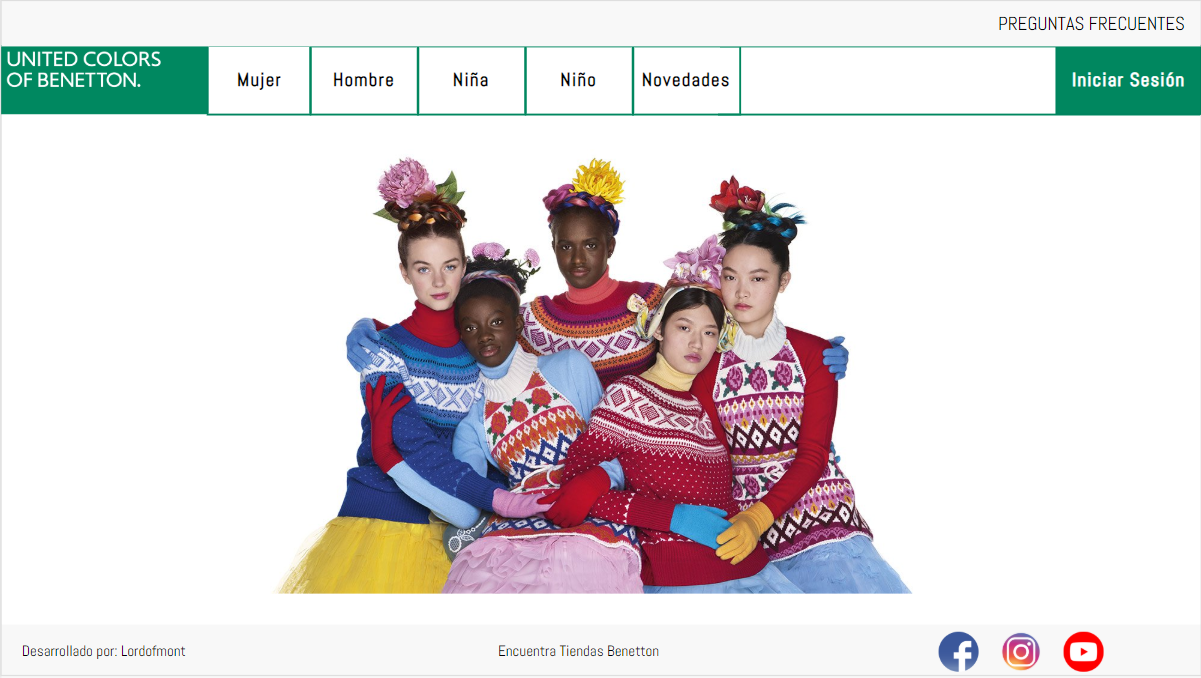 PREGUNTAS FRECUENTES
UNITED COLORS
OF BENETTON.
Mujer
Hombre
Niña
Niño
Novedades
Iniciar Sesión
Desarrollado por: Lordofmont
Encuentra Tiendas Benetton